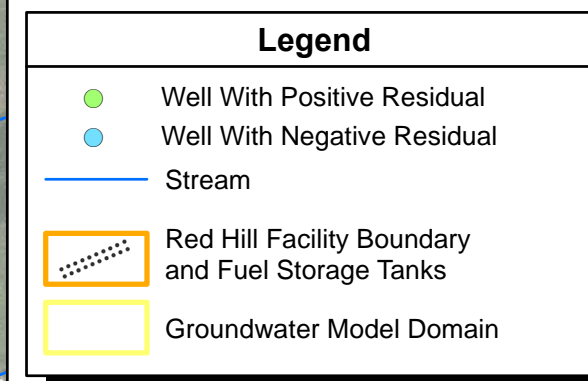 Legend
Well With Positive Residual
Well With Negative Residual
Stream
Red Hill Facility Boundary
and Fuel Storage Tanks
Groundwater Model Domain